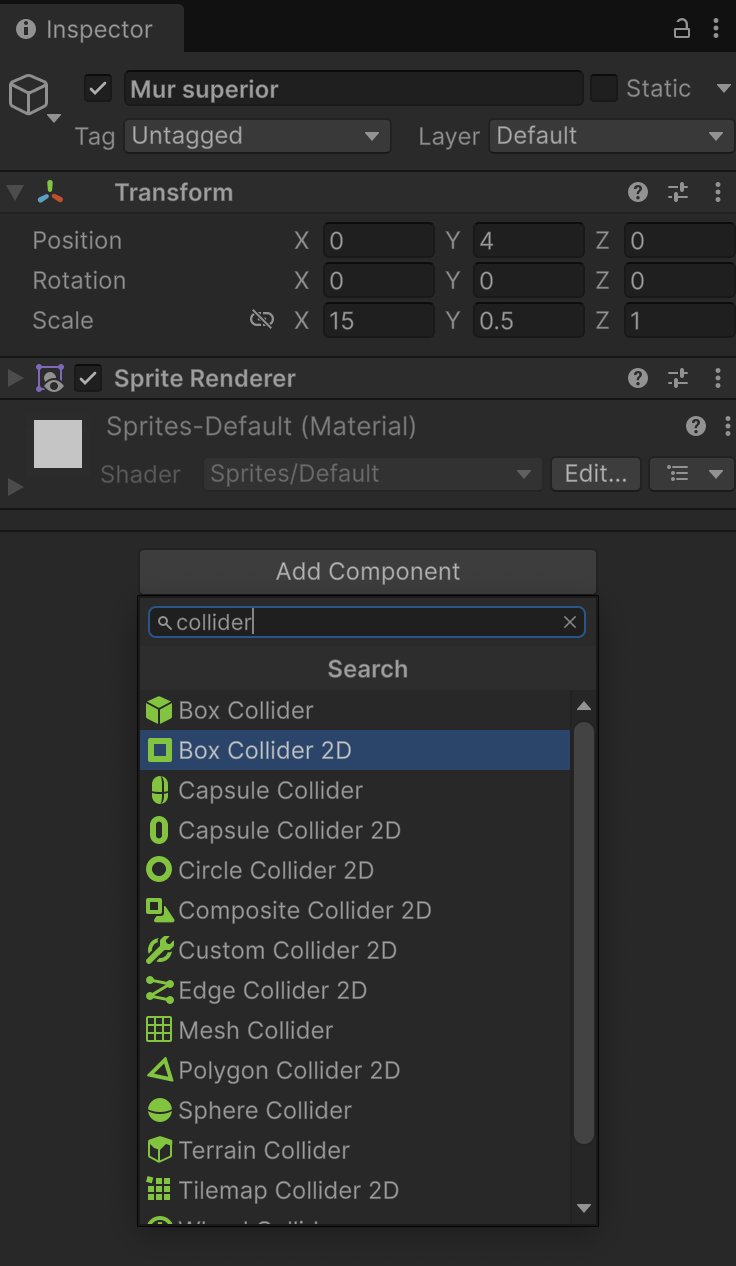 Inspector
Mur superior
Static
Tag Untagged Layer Default
Transform
Position X 0 Y 4 Z 0
Rotation X 0 Y 0 Z 0
Scale X 15 Y 0.5 Z 1
Sprite Renderer
Sprites-Default (Material)
Shader Sprites/Default Edit...
Add Component
collider
Search
Box Collider
Box Collider 2D
Capsule Collider
Capsule Collider 2D
Circle Collider 2D
Composite Collider 2D
Custom Collider 2D
Edge Collider 2D
Mesh Collider
Polygon Collider 2D
Sphere Collider
Terrain Collider
Tilemap Collider 2D